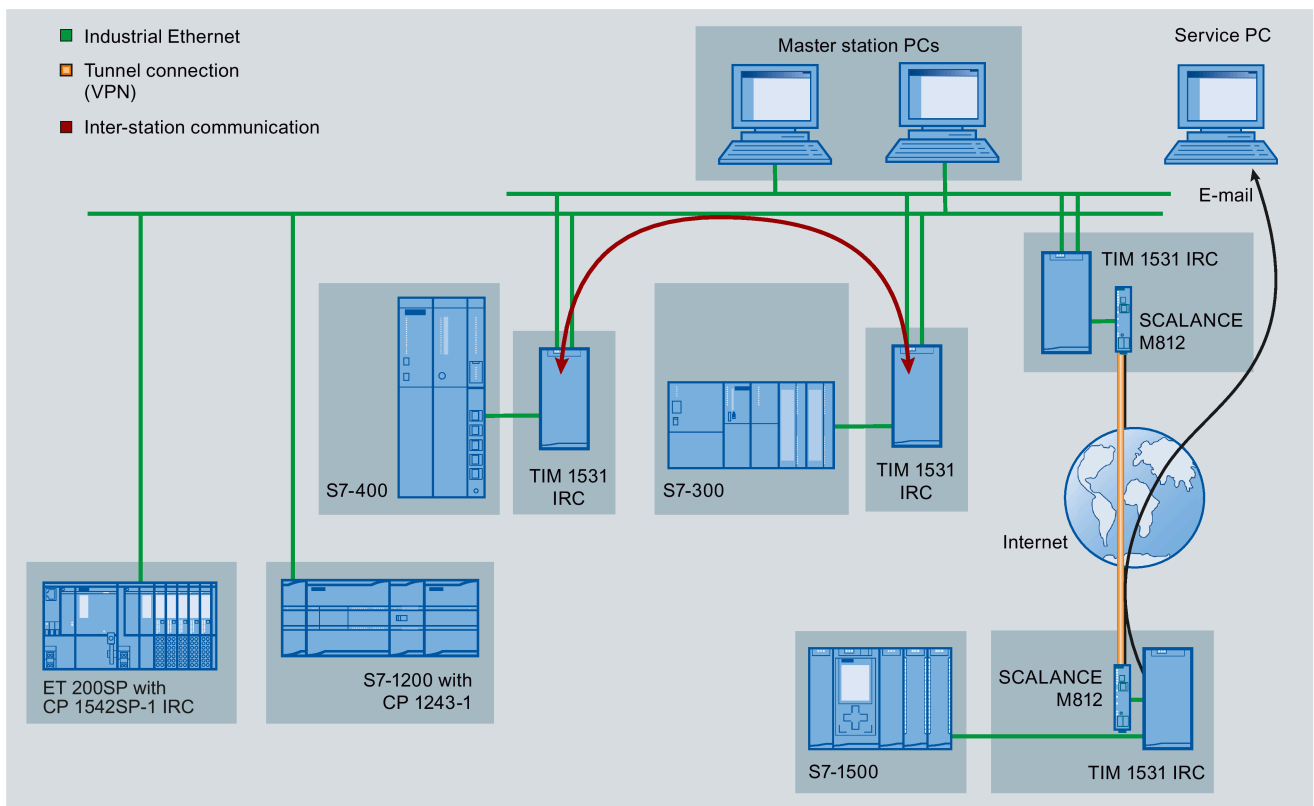 Industrial Ethernet
Tunnel connection
(VPN)
Inter-station communication
Master station PCs
Service PC
E-mail
TIM 1531 IRC
SCALANCE
M812
S7-400
TIM 1531
IRC
S7-300
TIM 1531
IRC
Internet
ET 200SP with
CP 1542SP-1 IRC
S7-1200 with
CP 1243-1
S7-1500
SCALANCE
M812
TIM 1531 IRC